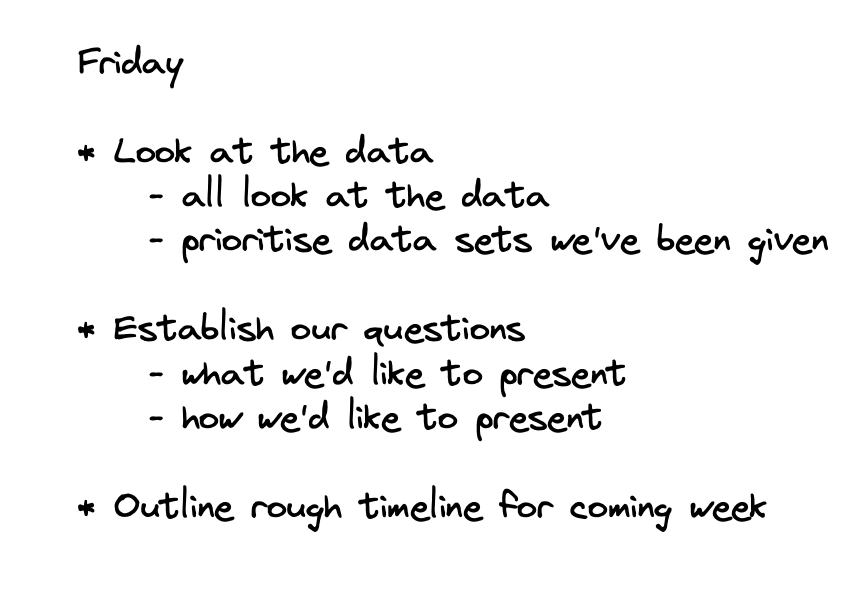 Friday
* Look at the data
- all look at the data
- prioritise data sets we've been given
* Establish our questions
- what we'd like to present
- how we'd like to present
* Outline rough timeline for coming week